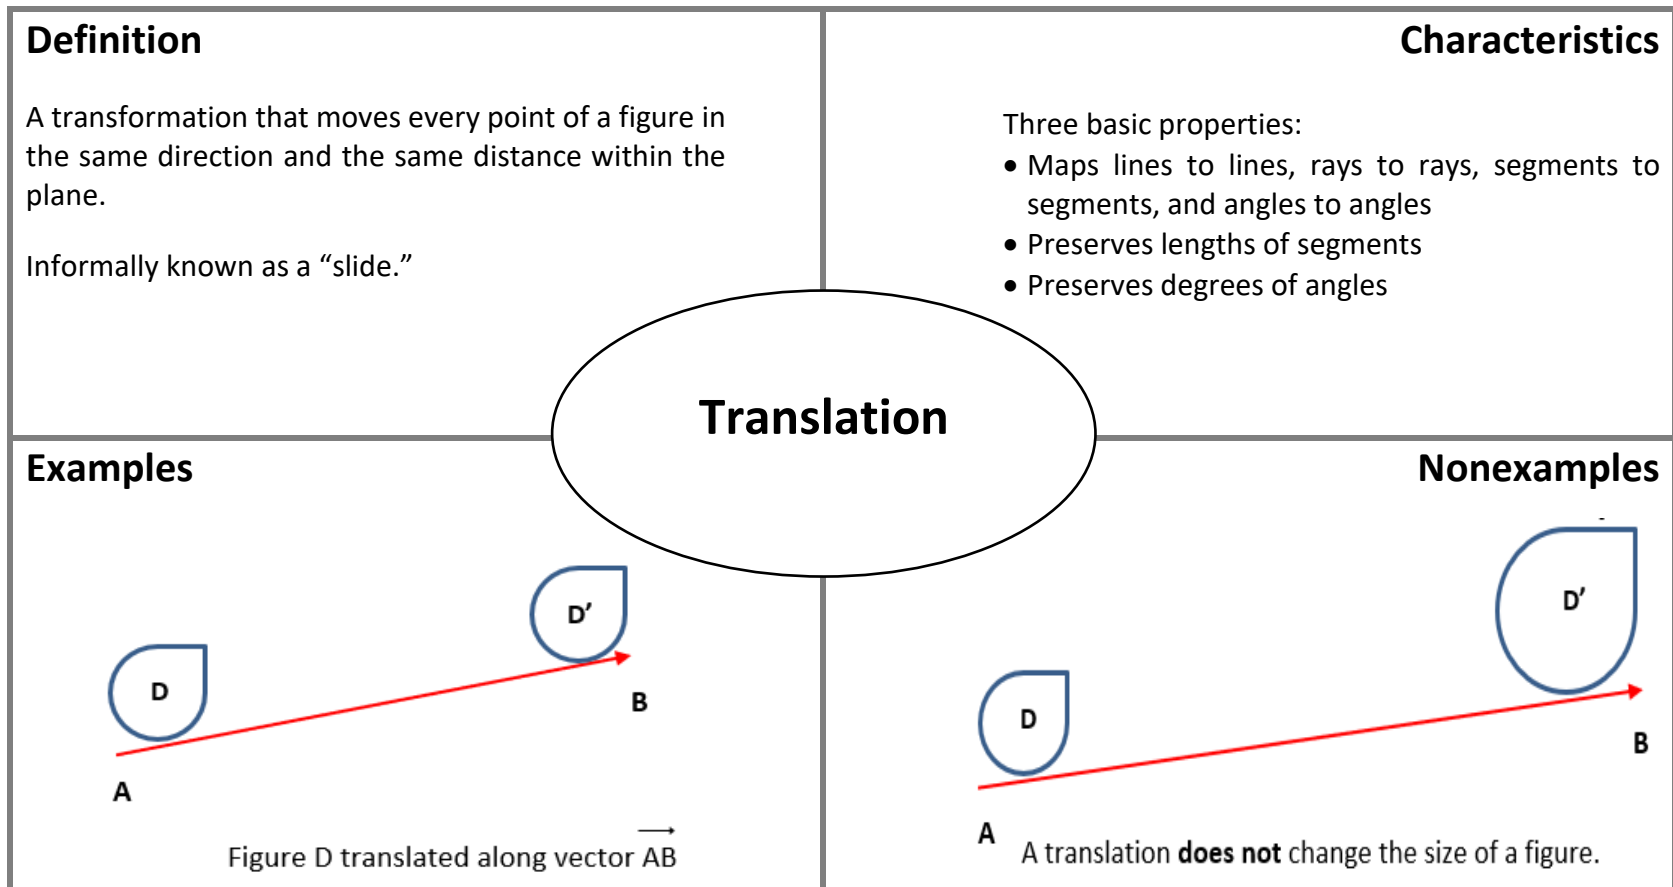 Definition
A transformation that moves every point of a figure in
the same direction and the same distance within the
plane.
Informally known as a “slide.”
Characteristics
Three basic properties:
• Maps lines to lines, rays to rays, segments to
segments, and angles to angles
• Preserves lengths of segments
• Preserves degrees of angles
Translation
Examples
D
D’
A
B
Figure D translated along vector AB
Nonexamples
D
D’
A
B
A translation does not change the size of a figure.